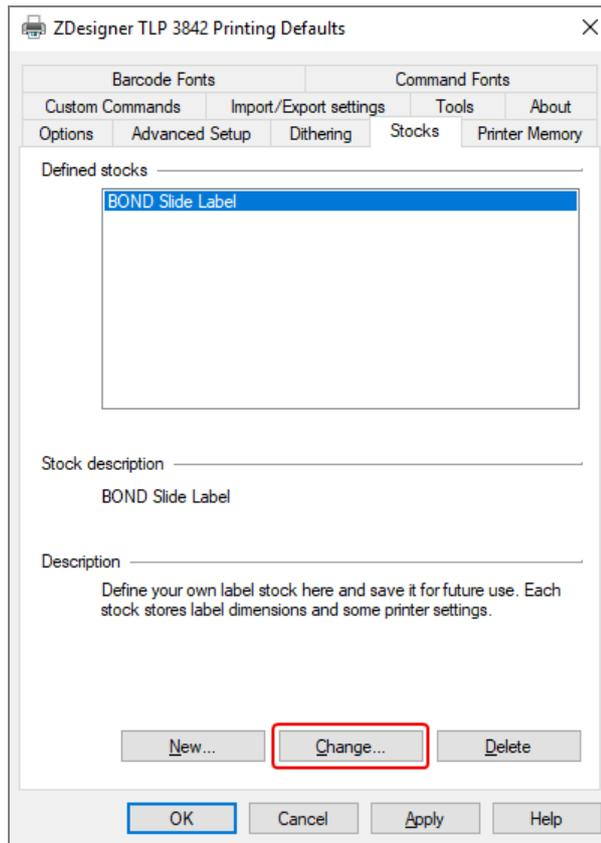 ZDesigner TLP 3842 Printing Defaults
Barcode Fonts
Command Fonts
Custom Commands
Import/Export settings
Tools
About
Options
Advanced Setup
Dithering
Stocks
Printer Memory
Defined stocks
BOND Slide Label
Stock description
BOND Slide Label
Description
Define your own label stock here and save it for future use. Each
stock stores label dimensions and some printer settings.
New...
Change...
Delete
OK
Cancel
Apply
Help